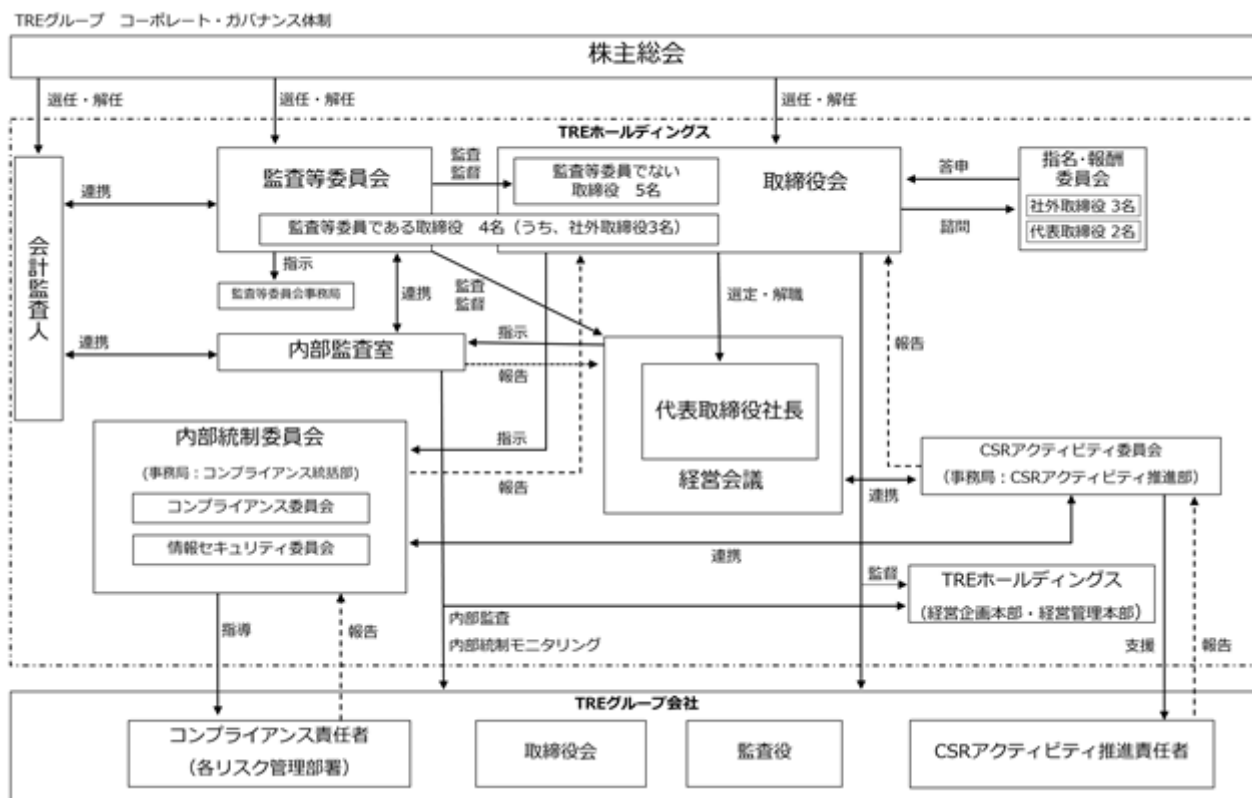 TREグループ　コーポレート・ガバナンス体制
株主総会
選任・解任
選任・解任
選任・解任
TREホールディングス
監査等委員会
監査
監督
監査等委員でない
取締役　5名
取締役会
答申
諮問
指名・報酬
委員会
社外取締役 3名
代表取締役 2名
連携
監査等委員である取締役　4名（うち、社外取締役3名）
会計監査人
指示
監査等委員会事務局
連携
監査
監督
選定・解職
連携
内部監査室
指示
報告
報告
代表取締役社長
経営会議
内部統制委員会
(事務局：コンプライアンス統括部)
コンプライアンス委員会
情報セキュリティ委員会
指示
報告
CSRアクティビティ委員会
（事務局：CSRアクティビティ推進部）
連携
連携
監督
TREホールディングス
（経営企画本部・経営管理本部）
指導
報告
内部監査
内部統制モニタリング
支援
報告
TREグループ会社
コンプライアンス責任者
（各リスク管理部署）
取締役会
監査役
CSRアクティビティ推進責任者